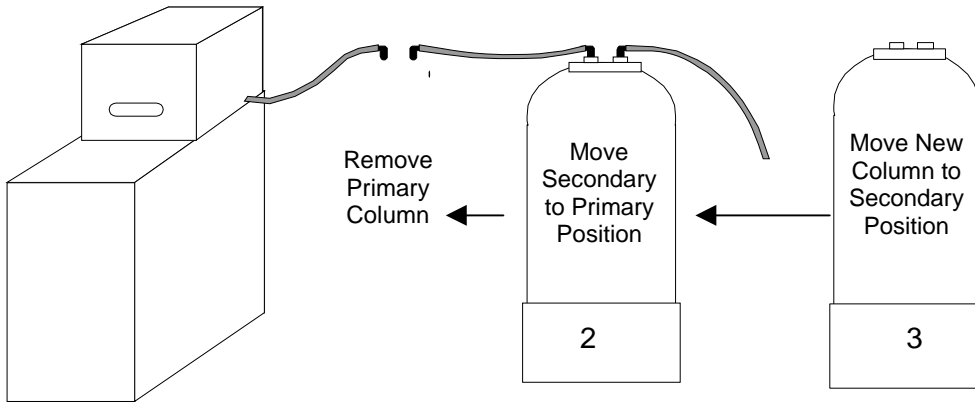 Remove
Primary
Column
Move
Secondary
to Primary
Position
2
Move New
Column to
Secondary
Position
3